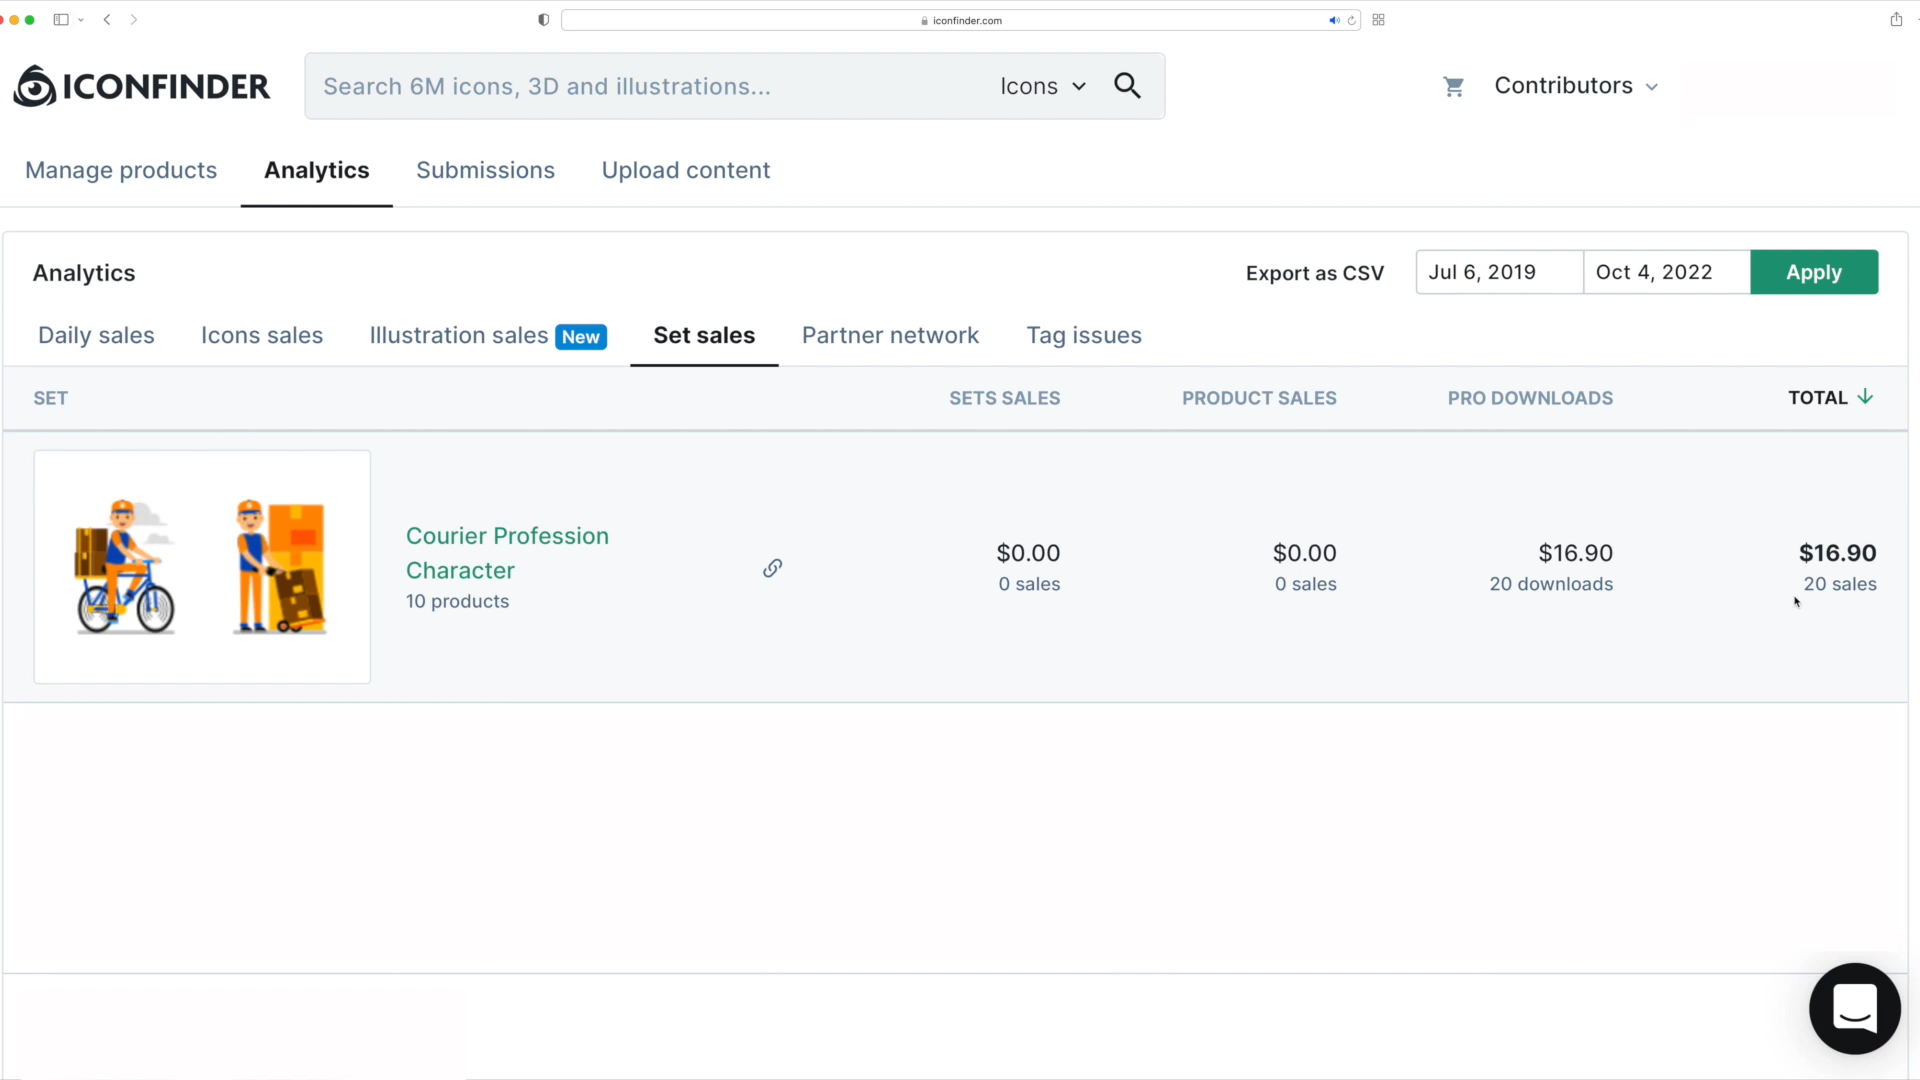 iconfinder.com
ICONFINDER
Search 6M icons, 3D and illustrations...
Icons
Contributors
Manage products
Analytics
Submissions
Upload content
Analytics
Export as CSV
Jul 6, 2019
Oct 4, 2022
Apply
Daily sales
Icons sales
Illustration sales New
Set sales
Partner network
Tag issues
SET
SETS SALES
PRODUCT SALES
PRO DOWNLOADS
TOTAL
Courier Profession
Character
10 products
$0.00
0 sales
$0.00
0 sales
$16.90
20 downloads
$16.90
20 sales